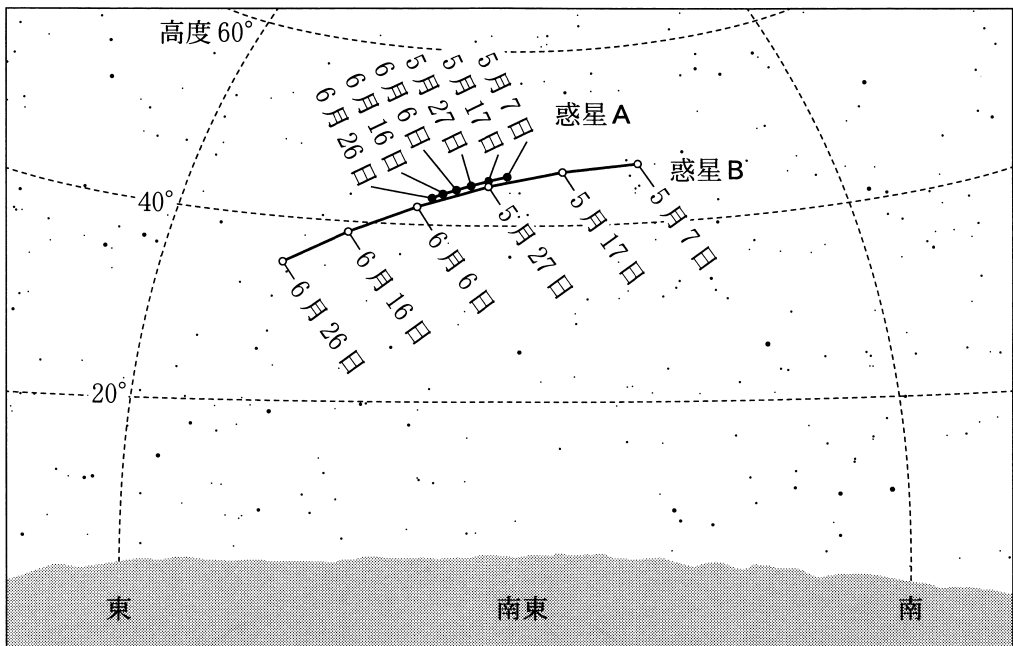 高度 60°
40°
20°
惑星A
5月7日
5月17日
5月27日
6月6日
6月16日
6月26日
惑星B
5月7日
5月17日
5月27日
6月6日
6月16日
6月26日
東
南東
南